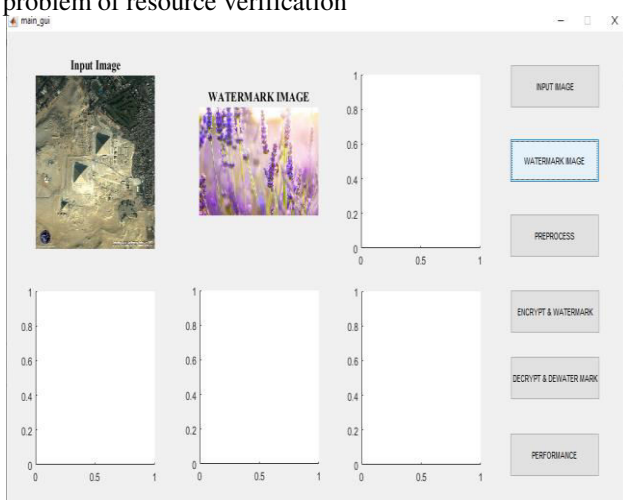 problem of resource verification
main_gui
Input Image
WATERMARK IMAGE
1
0.8
0.6
0.4
0.2
0
0 0.5 1
INPUT IMAGE
WATERMARK IMAGE
PREPROCESS
1
0.8
0.6
0.4
0.2
0
0 0.5 1
1
0.8
0.6
0.4
0.2
0
0 0.5 1
1
0.8
0.6
0.4
0.2
0
0 0.5 1
ENCRYPT & WATERMARK
DECRYPT & DEWATER MARK
PERFORMANCE